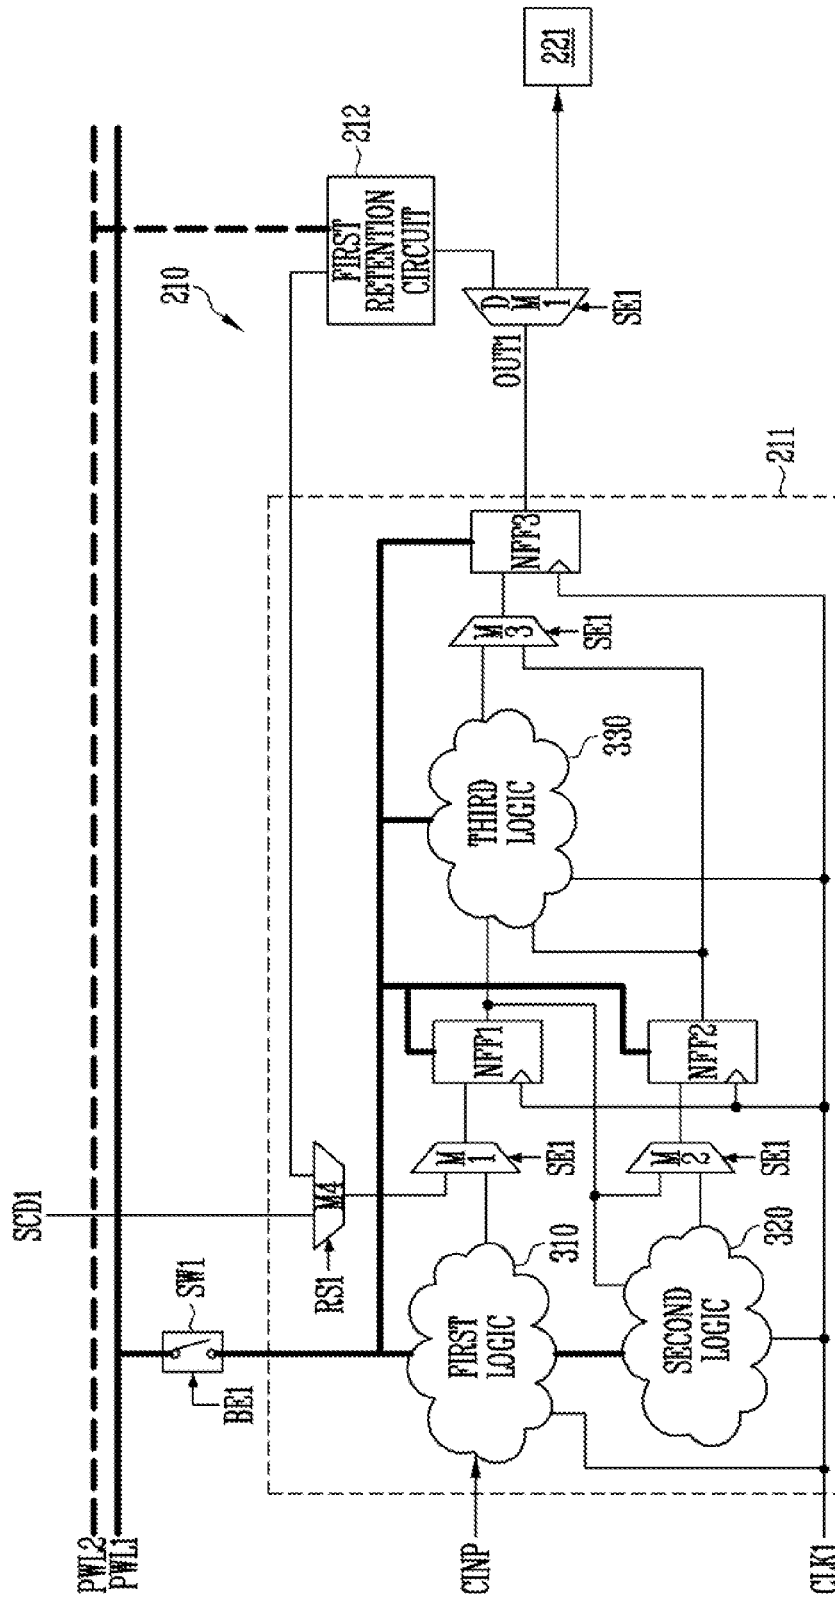 PWL2
PWL1
SCD1
SW1
BE1
210
212
FIRST
RETENTION
CIRCUIT
221
D
M
1
SE1
OUT1
211
M4
RS1
CINP
FIRST
LOGIC
310
M
1
SE1
NFF1
THIRD
LOGIC
330
M
3
SE1
NFF3
SECOND
LOGIC
320
M
2
SE1
NFF2
CLK1